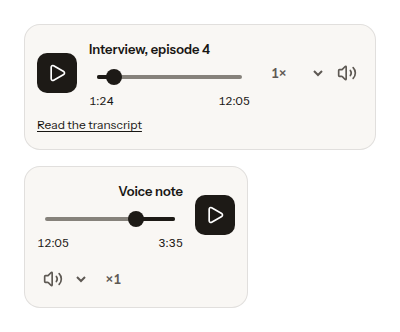 Interview, episode 4
1×
1:24 12:05
Read the transcript
Voice note
12:05 3:35
×1